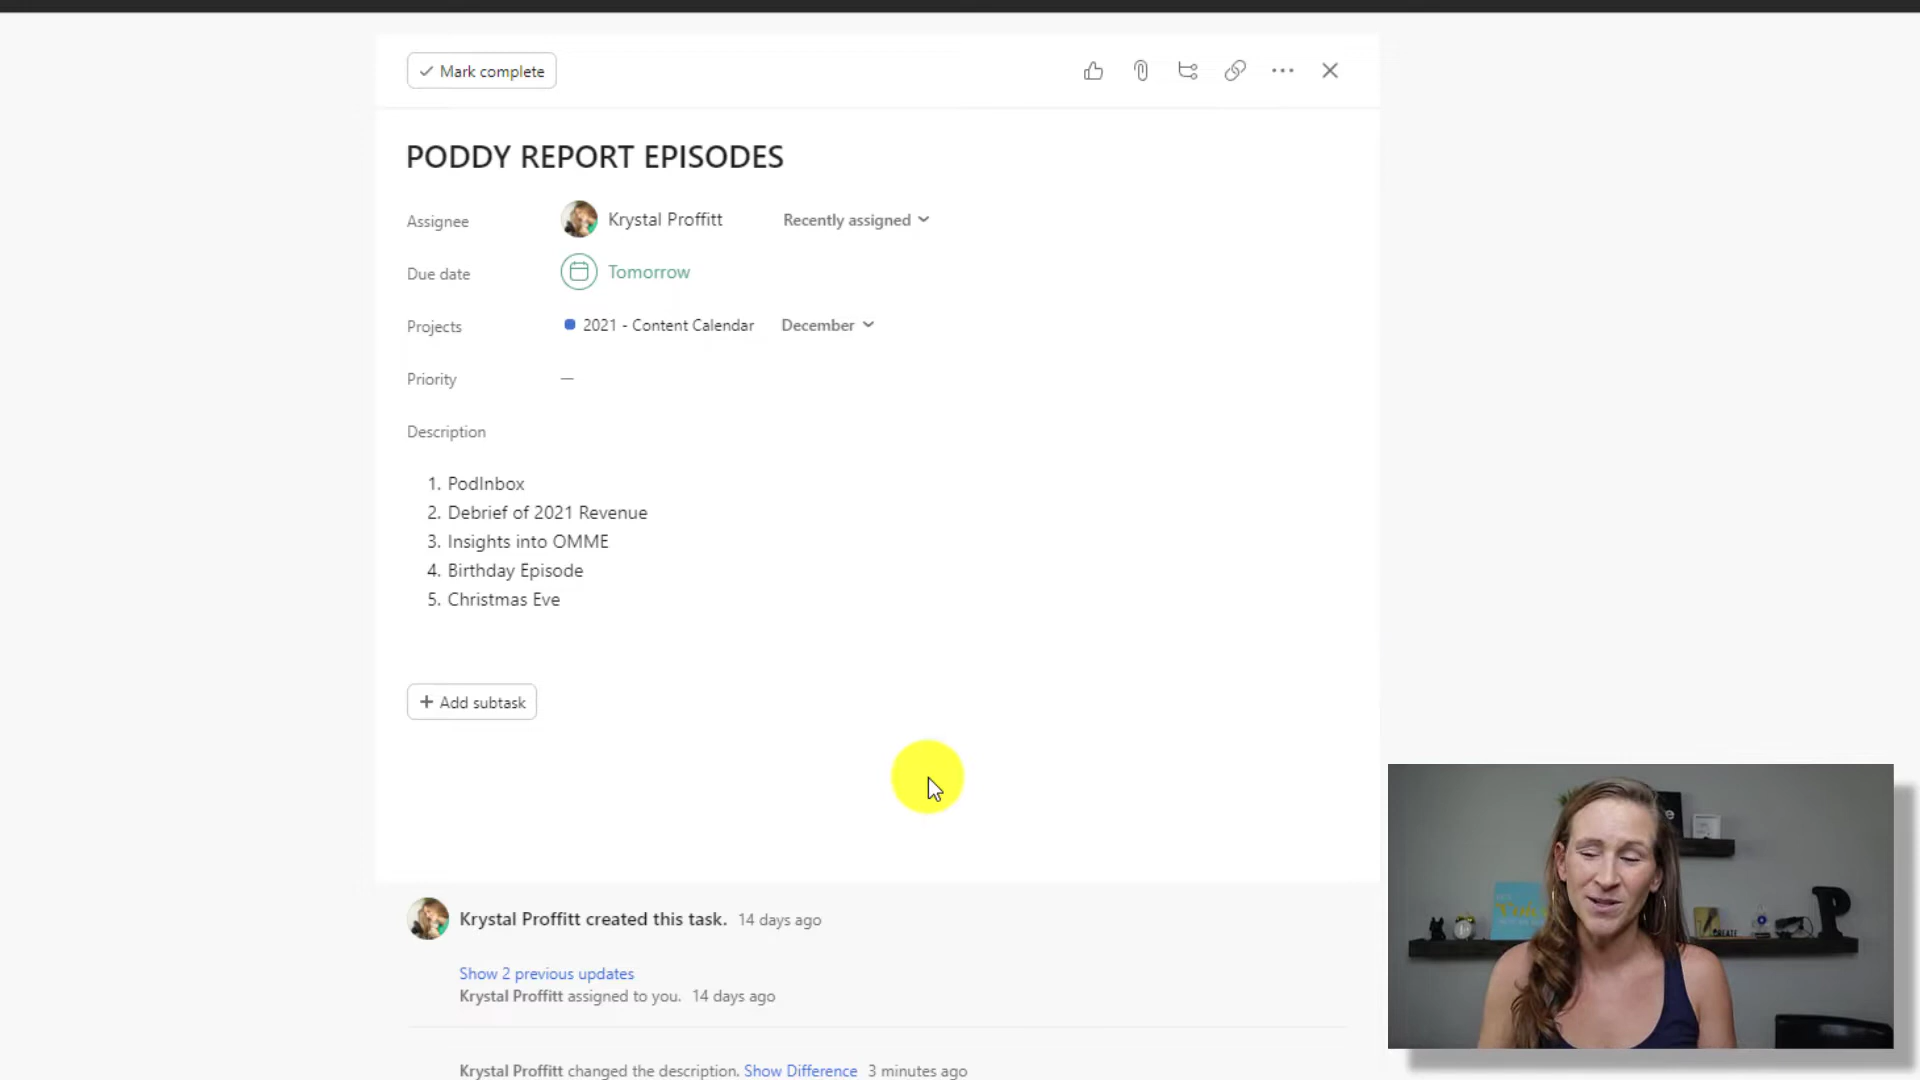 Mark complete
PODDY REPORT EPISODES
Assignee Krystal Proffitt Recently assigned
Due date Tomorrow
Projects 2021 - Content Calendar December
Priority —
Description
1. PodInbox
2. Debrief of 2021 Revenue
3. Insights into OMME
4. Birthday Episode
5. Christmas Eve
+ Add subtask
Krystal Proffitt created this task. 14 days ago
Show 2 previous updates
Krystal Proffitt assigned to you. 14 days ago
Krystal Proffitt changed the description. Show Difference 3 minutes ago
P